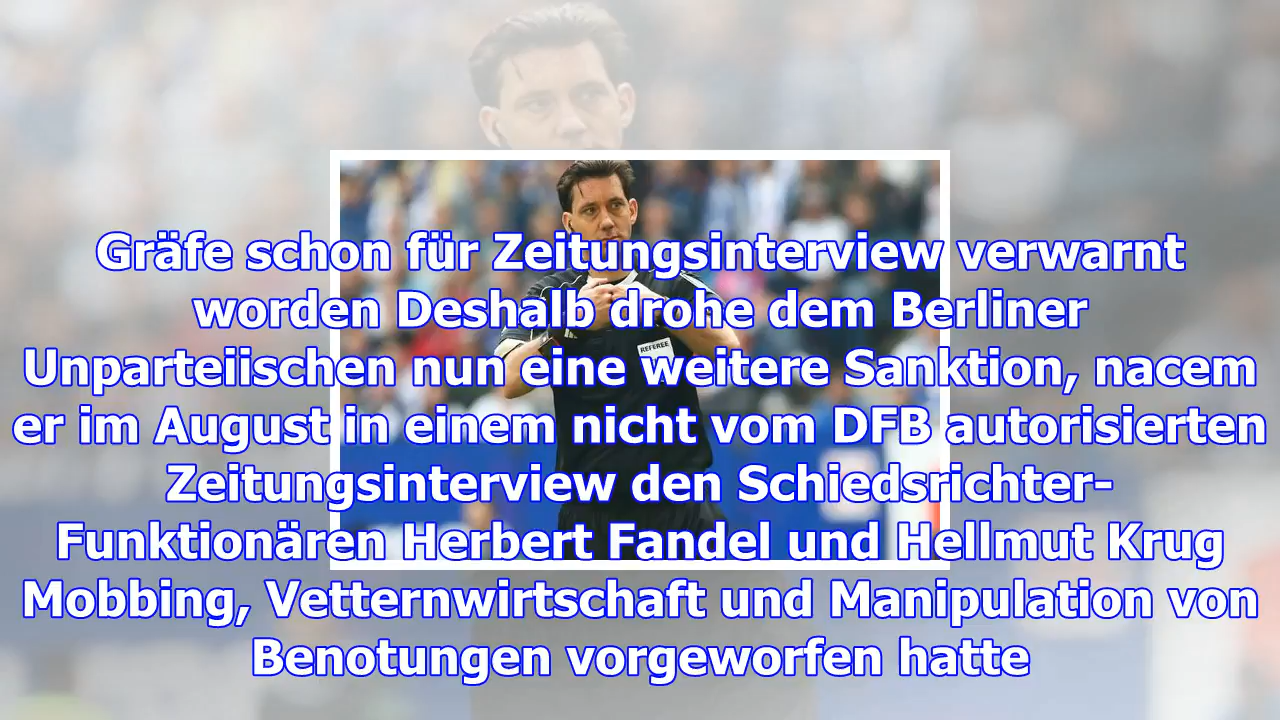 Gräfe schon für Zeitungsinterview verwarnt
worden Deshalb drohe dem Berliner
Unparteiischen nun eine weitere Sanktion, nacem
er im August in einem nicht vom DFB autorisierten
Zeitungsinterview den Schiedsrichter-
Funktionären Herbert Fandel und Hellmut Krug
Mobbing, Vetternwirtschaft und Manipulation von
Benotungen vorgeworfen hatte
REFEREE